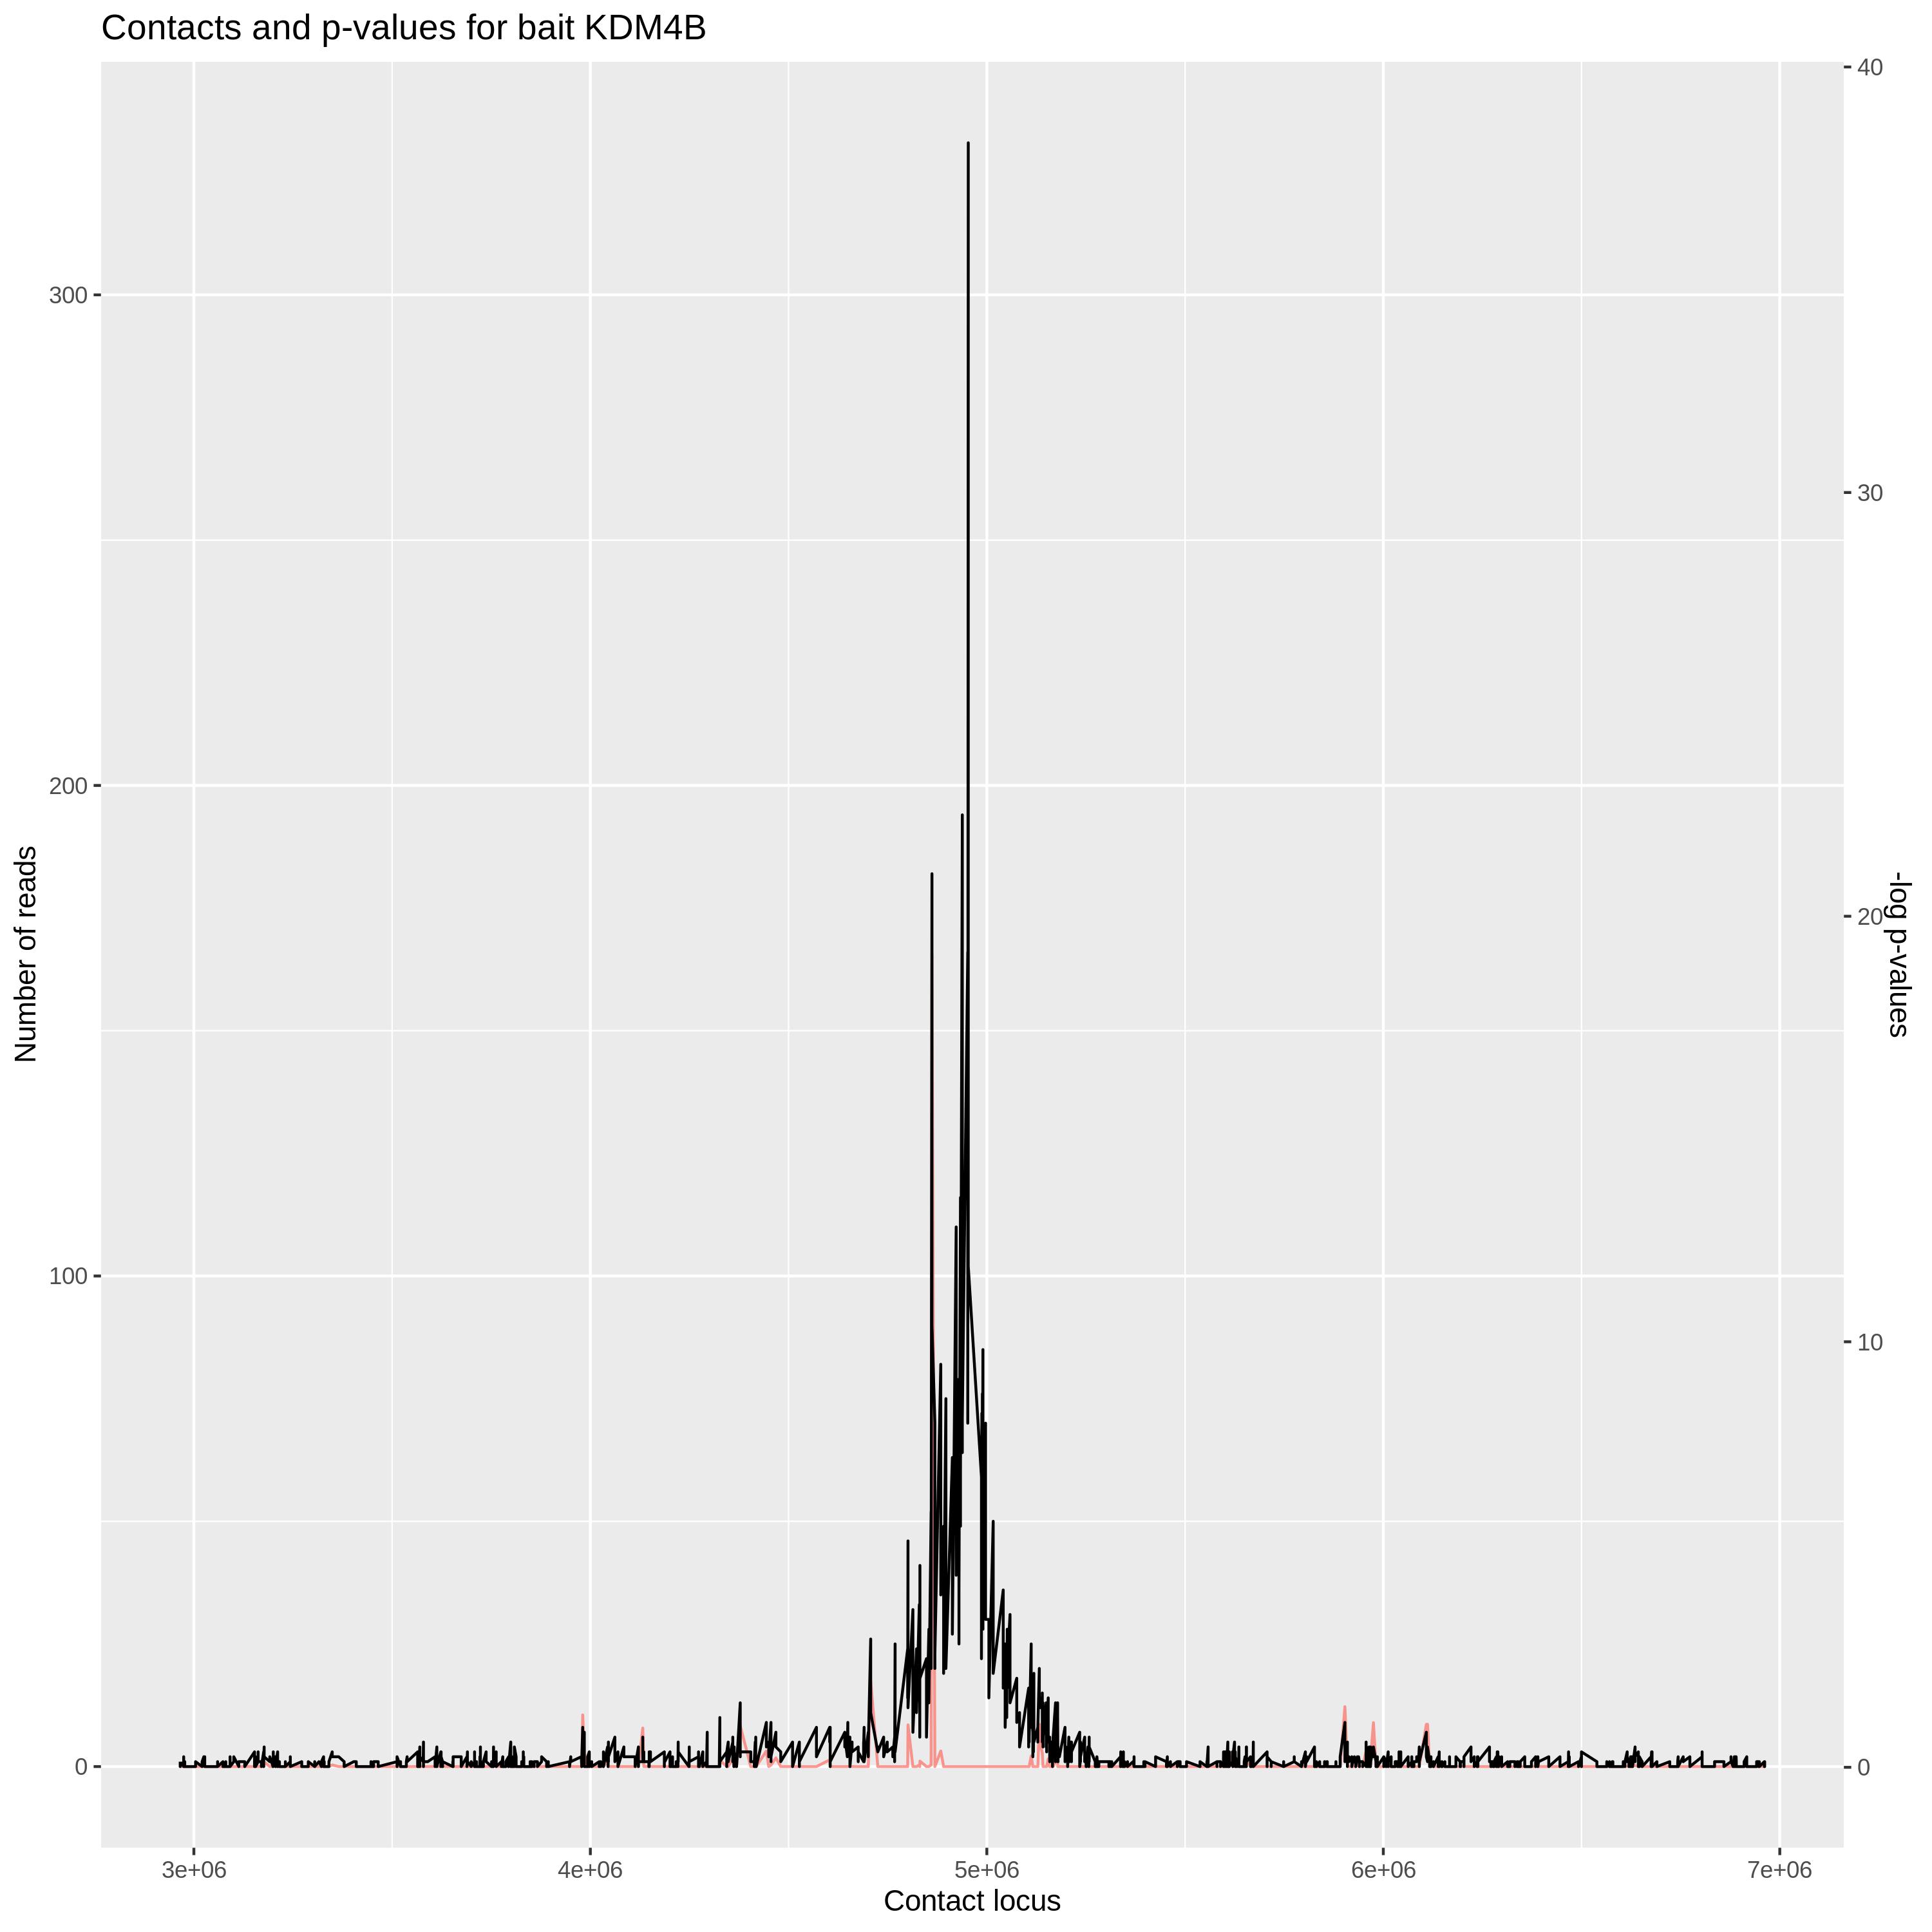 Contacts and p-values for bait KDM4B
40
300
30
200
20
100
10
0
0
Number of reads
-log p-values
3e+06 4e+06 5e+06 6e+06 7e+06
Contact locus